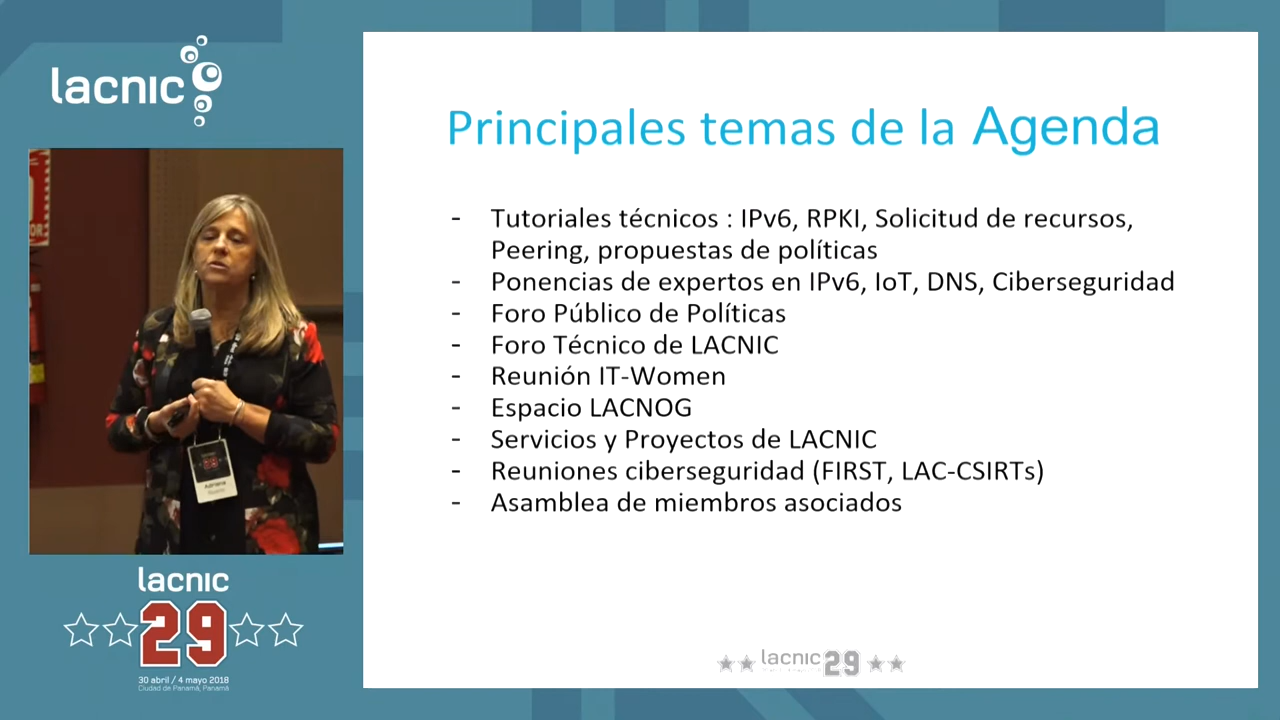 lacnic
Principales temas de la Agenda
- Tutoriales técnicos : IPv6, RPKI, Solicitud de recursos,
Peering, propuestas de políticas
- Ponencias de expertos en IPv6, IoT, DNS, Ciberseguridad
- Foro Público de Políticas
- Foro Técnico de LACNIC
- Reunión IT-Women
- Espacio LACNOG
- Servicios y Proyectos de LACNIC
- Reuniones ciberseguridad (FIRST, LAC-CSIRTs)
- Asamblea de miembros asociados
29
Adriana
lacnic
29
30 abril / 4 mayo 2018
Ciudad de Panamá, Panamá
lacnic 29